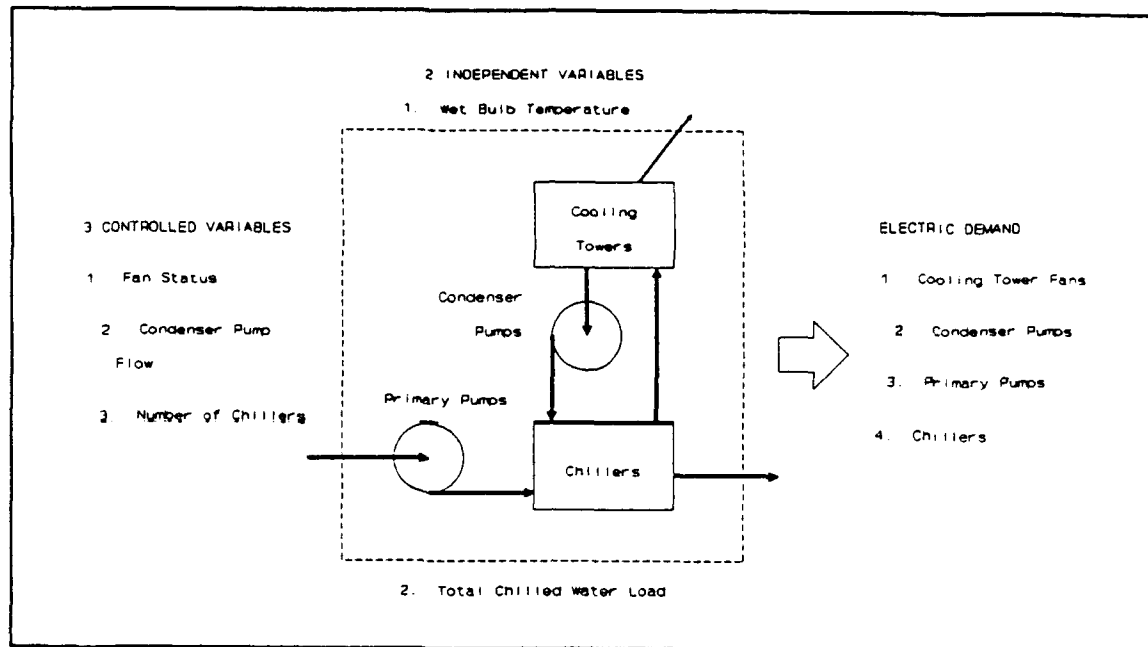 2 INDEPENDENT VARIABLES
1. Wet Bulb Temperature
3 CONTROLLED VARIABLES
1 Fan Status
2 Condenser Pump
Flow
3. Number of Chillers
Cooling
Towers
Condenser
Pumps
Primary Pumps
Chillers
2. Total Chilled Water Load
ELECTRIC DEMAND
1 Cooling Tower Fans
2 Condenser Pumps
3. Primary Pumps
4. Chillers